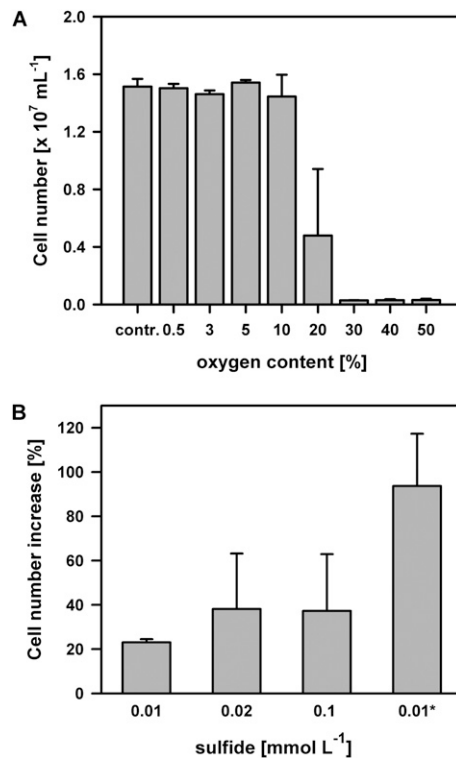 A
Cell number [x 10⁷ mL⁻¹]
2.0
1.6
1.2
0.8
0.4
0.0
contr. 0.5 3 5 10 20 30 40 50
oxygen content [%]
B
Cell number increase [%]
120
100
80
60
40
20
0
0.01 0.02 0.1 0.01*
sulfide [mmol L⁻¹]